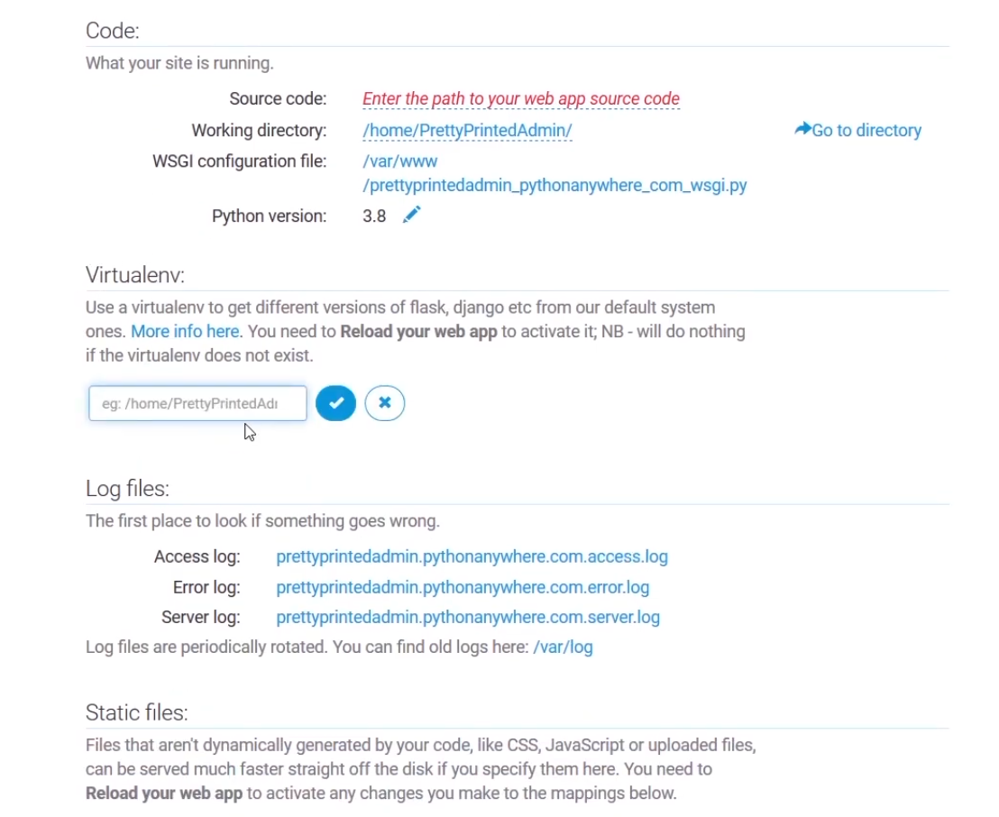 Code:
What your site is running.
Source code: Enter the path to your web app source code
Working directory: /home/PrettyPrintedAdmin/ Go to directory
WSGI configuration file: /var/www
/prettyprintedadmin_pythonanywhere_com_wsgi.py
Python version: 3.8
Virtualenv:
Use a virtualenv to get different versions of flask, django etc from our default system
ones. More info here. You need to Reload your web app to activate it; NB - will do nothing
if the virtualenv does not exist.
eg: /home/PrettyPrintedAdı
Log files:
The first place to look if something goes wrong.
Access log: prettyprintedadmin.pythonanywhere.com.access.log
Error log: prettyprintedadmin.pythonanywhere.com.error.log
Server log: prettyprintedadmin.pythonanywhere.com.server.log
Log files are periodically rotated. You can find old logs here: /var/log
Static files:
Files that aren't dynamically generated by your code, like CSS, JavaScript or uploaded files,
can be served much faster straight off the disk if you specify them here. You need to
Reload your web app to activate any changes you make to the mappings below.